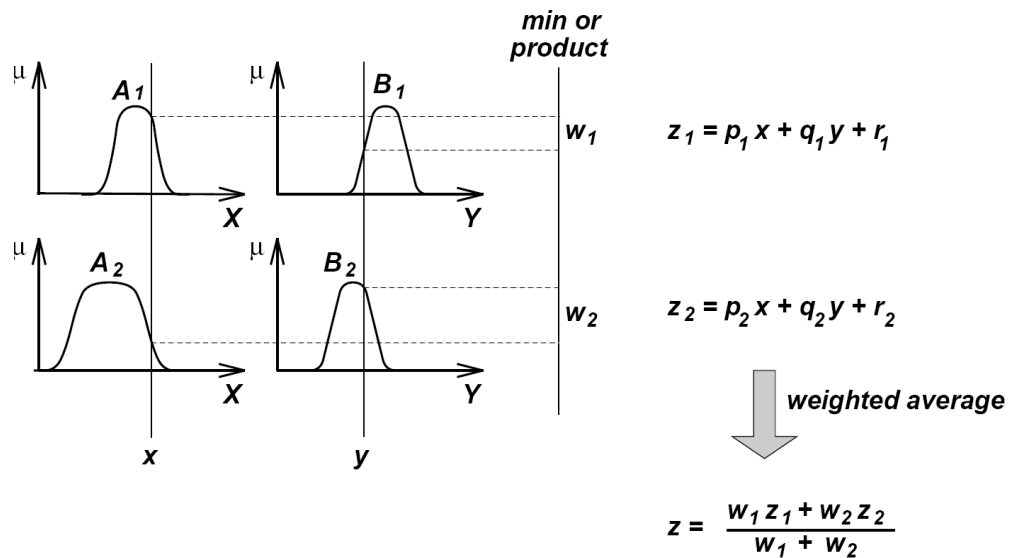 min or
product
μ
A1
μ
B1
w1
z1 = p1 x + q1 y + r1
X
Y
μ
A2
μ
B2
w2
z2 = p2 x + q2 y + r2
X
Y
weighted average
x
y
z = w1 z1 + w2 z2
w1 + w2